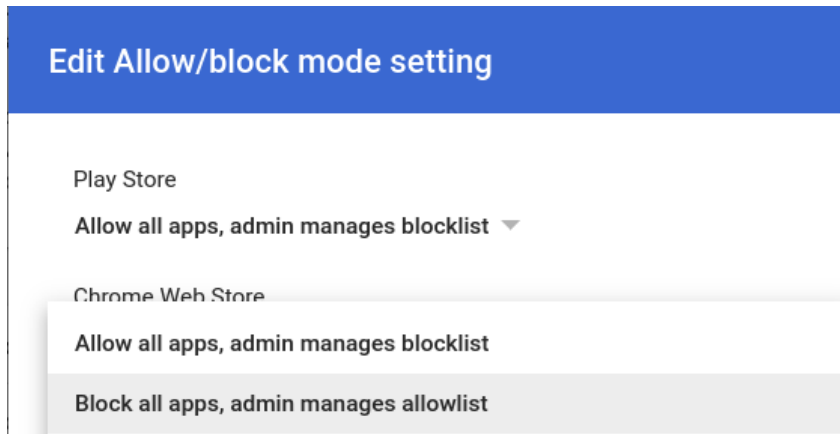 Edit Allow/block mode setting
Play Store
Allow all apps, admin manages blocklist
Chrome Web Store
Allow all apps, admin manages blocklist
Block all apps, admin manages allowlist